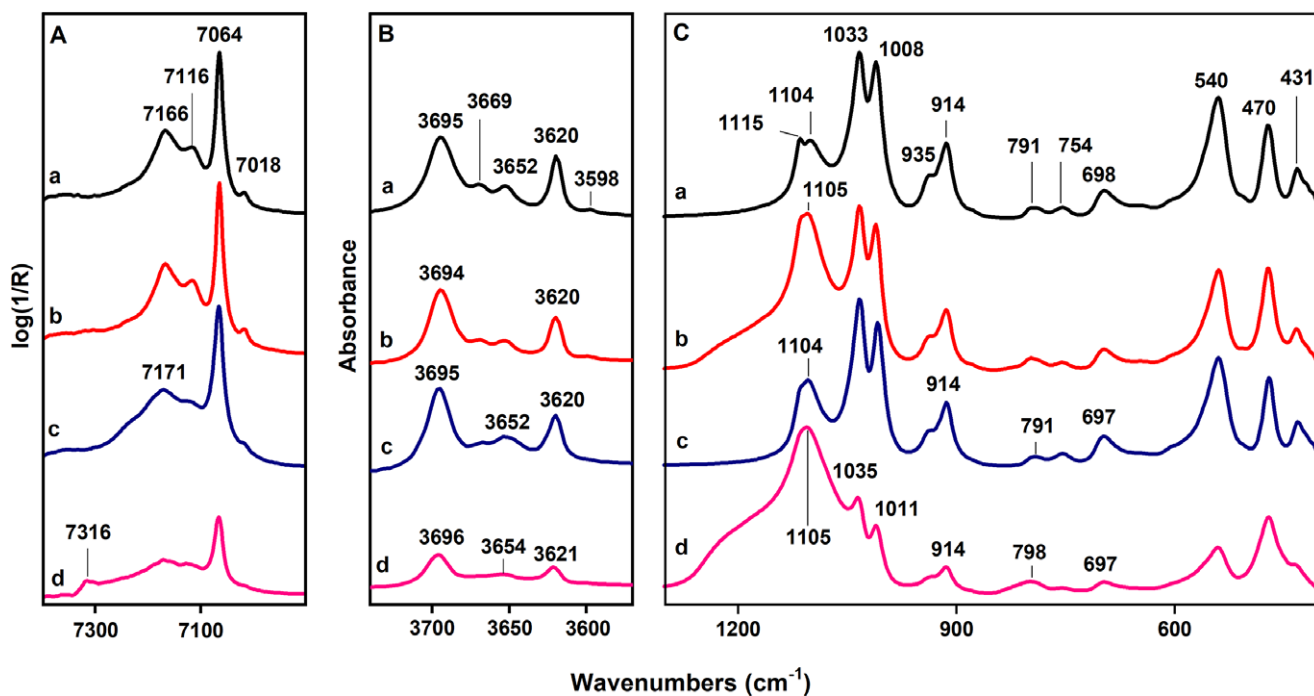 A
7064
7116
7166
7018
a
b
7171
c
7316
d
7300 7100
log(1/R)
B
3669
3695
3652
3620
3598
a
3694
3620
b
3695
3652
3620
c
3696
3654
3621
d
3700 3650 3600
Absorbance
C
1033
1008
1104
1115
914
935
791
754
698
540
470
431
a
1105
b
1104
914
791
697
c
1035
1011
1105
914
798
697
d
1200 900 600
Wavenumbers (cm⁻¹)